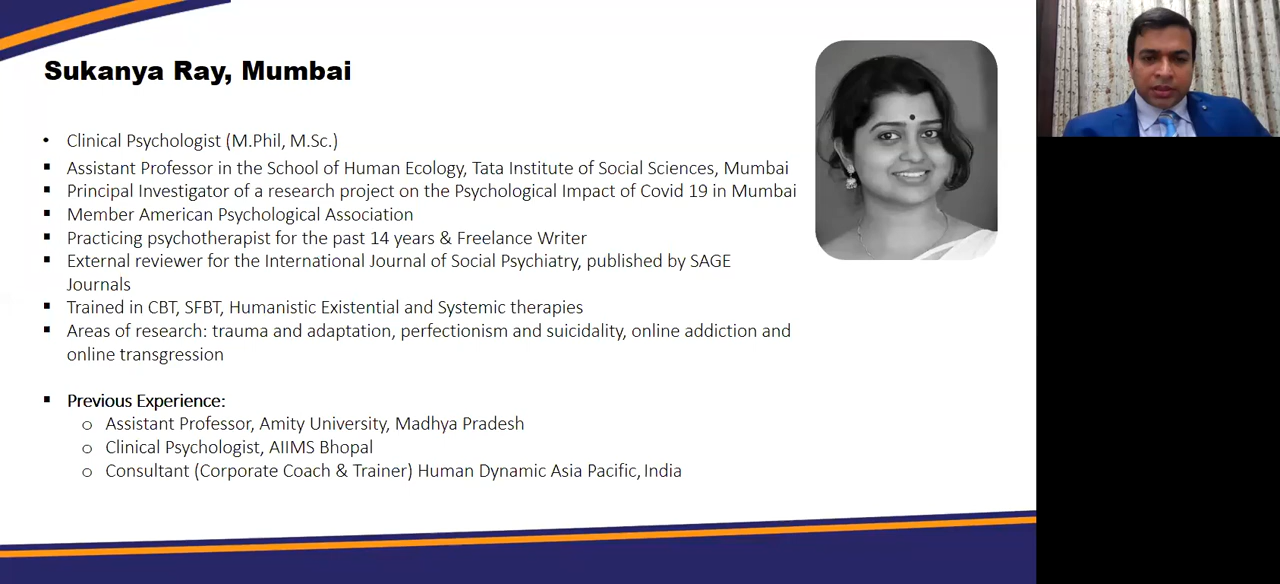 Sukanya Ray, Mumbai
• Clinical Psychologist (M.Phil, M.Sc.)
▪ Assistant Professor in the School of Human Ecology, Tata Institute of Social Sciences, Mumbai
▪ Principal Investigator of a research project on the Psychological Impact of Covid 19 in Mumbai
▪ Member American Psychological Association
▪ Practicing psychotherapist for the past 14 years & Freelance Writer
▪ External reviewer for the International Journal of Social Psychiatry, published by SAGE
Journals
▪ Trained in CBT, SFBT, Humanistic Existential and Systemic therapies
▪ Areas of research: trauma and adaptation, perfectionism and suicidality, online addiction and
online transgression
▪ Previous Experience:
o Assistant Professor, Amity University, Madhya Pradesh
o Clinical Psychologist, AIIMS Bhopal
o Consultant (Corporate Coach & Trainer) Human Dynamic Asia Pacific, India